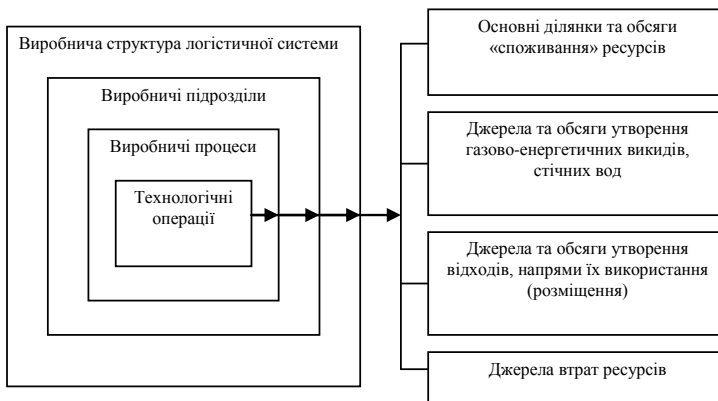 Виробнича структура логістичної системи
Виробничі підрозділи
Виробничі процеси
Технологічні
операції
Основні ділянки та обсяги
«споживання» ресурсів
Джерела та обсяги утворення
газово-енергетичних викидів,
стічних вод
Джерела та обсяги утворення
відходів, напрями їх використання
(розміщення)
Джерела втрат ресурсів